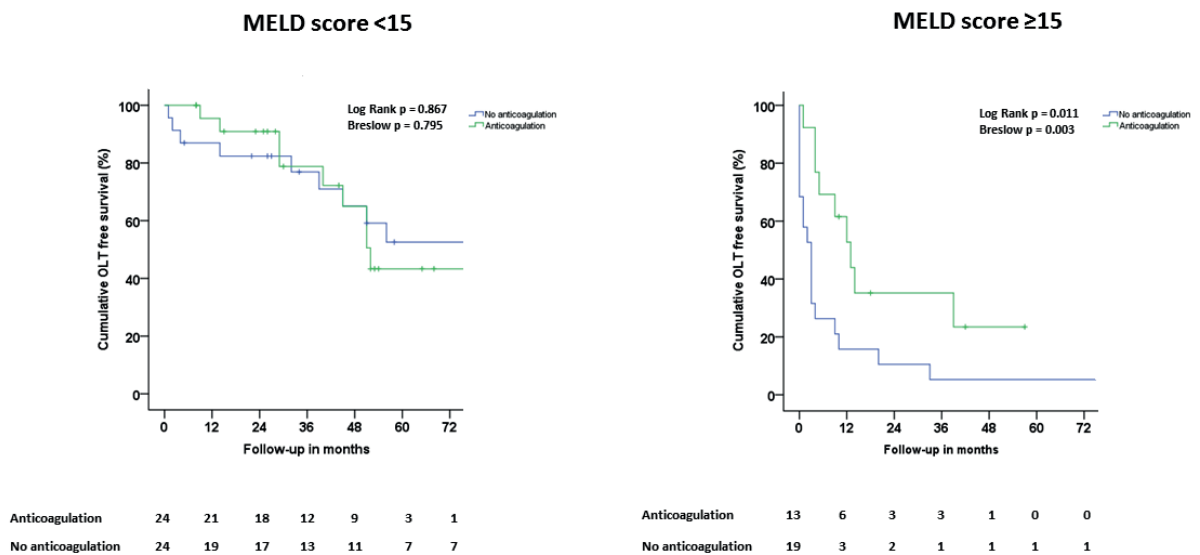 MELD score <15
100
80
60
40
20
0
Cumulative OLT free survival (%)
Log Rank p = 0.867
Breslow p = 0.795
No anticoagulation
Anticoagulation
0 12 24 36 48 60 72
Follow-up in months
Anticoagulation 24 21 18 12 9 3 1
No anticoagulation 24 19 17 13 11 7 7
MELD score ≥15
100
80
60
40
20
0
Cumulative OLT free survival (%)
Log Rank p = 0.011
Breslow p = 0.003
No anticoagulation
Anticoagulation
0 12 24 36 48 60 72
Follow-up in months
Anticoagulation 13 6 3 3 1 0 0
No anticoagulation 19 3 2 1 1 1 1